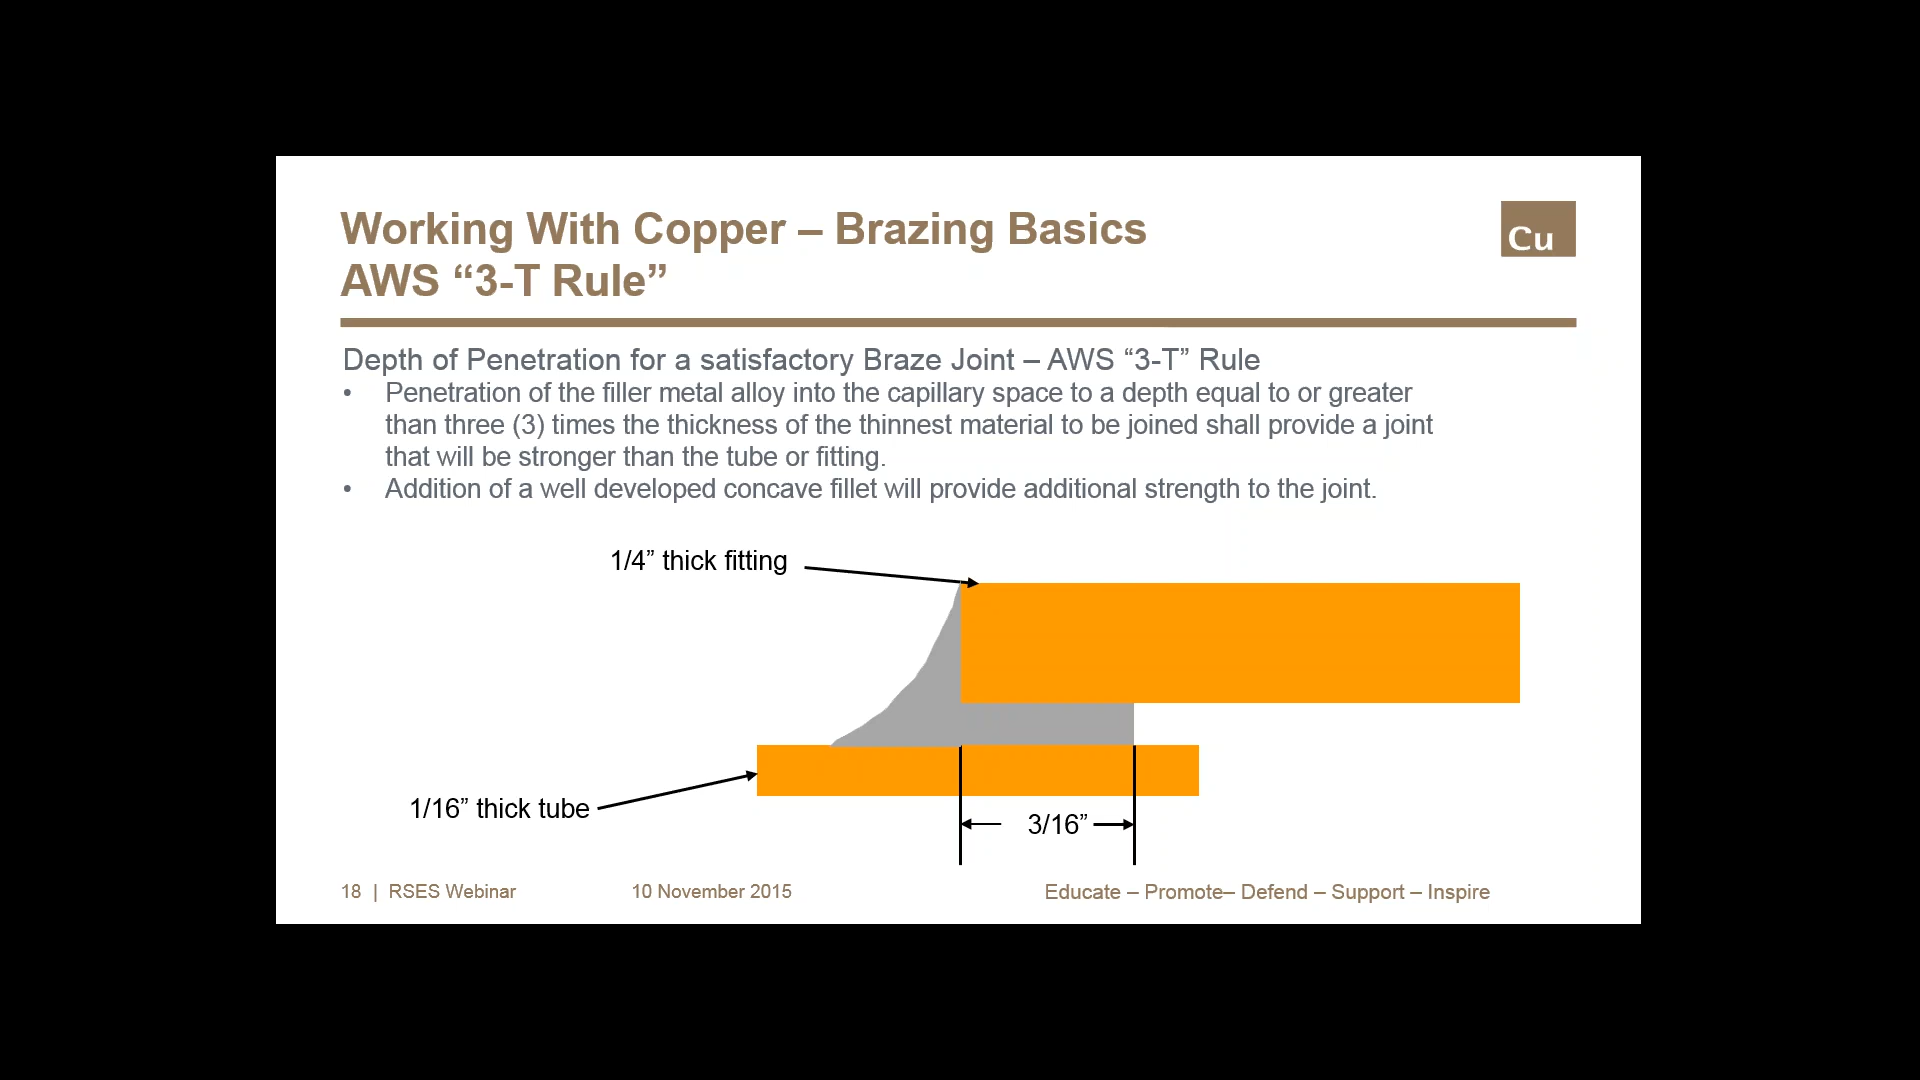 Working With Copper – Brazing Basics
AWS “3-T Rule”
Cu
Depth of Penetration for a satisfactory Braze Joint – AWS “3-T” Rule
• Penetration of the filler metal alloy into the capillary space to a depth equal to or greater
than three (3) times the thickness of the thinnest material to be joined shall provide a joint
that will be stronger than the tube or fitting.
• Addition of a well developed concave fillet will provide additional strength to the joint.
1/4” thick fitting
1/16” thick tube
3/16”
18 | RSES Webinar
10 November 2015
Educate – Promote– Defend – Support – Inspire